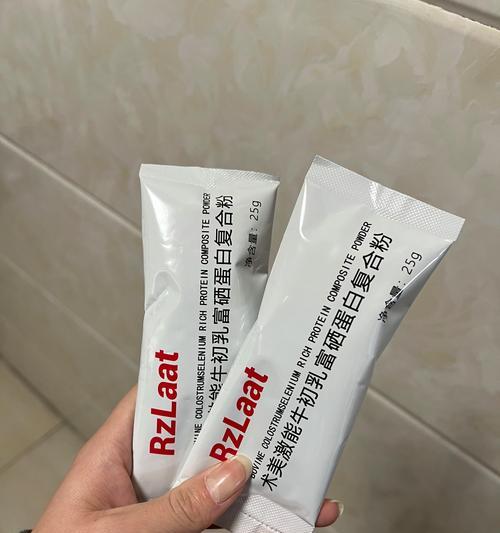 RzLaat
COLOSTRUMSELENIUM RICH PROTEIN COMPOSITE POWDER
能牛初乳富硒蛋白复合粉
净含量：25g
RzLaat
BOVINE COLOSTRUMSELENIUM RICH PROTEIN COMPOSITE POWDER
术美激能牛初乳富硒蛋白复合粉
净含量：25g